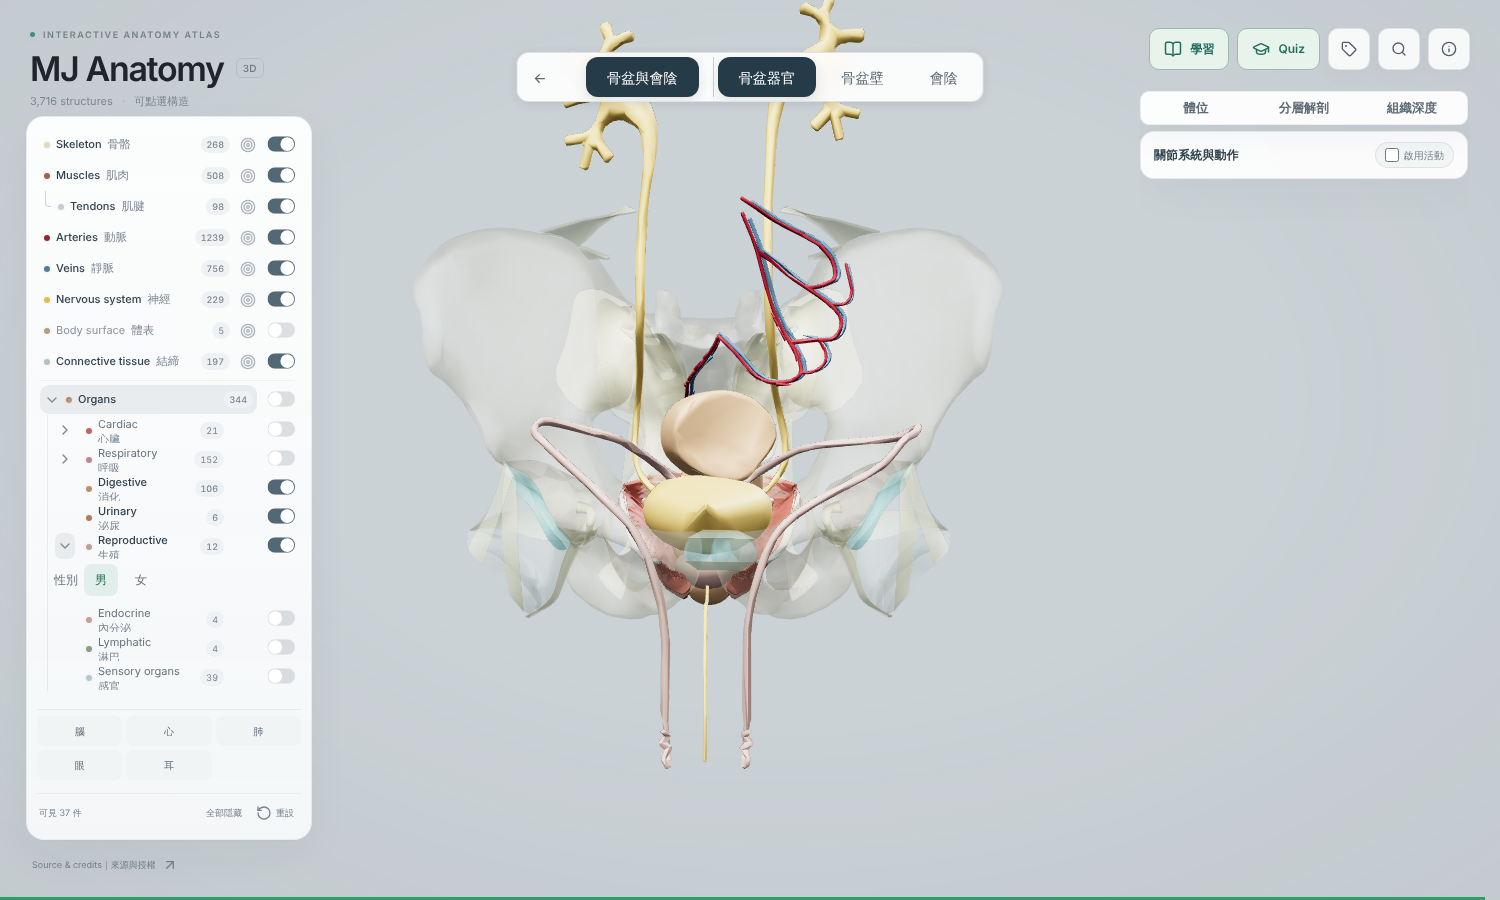 INTERACTIVE ANATOMY ATLAS
MJ Anatomy 3D
3,716 structures · 可點選構造
Skeleton 骨骼 268
Muscles 肌肉 508
Tendons 肌腱 98
Arteries 動脈 1239
Veins 靜脈 756
Nervous system 神經 229
Body surface 體表 5
Connective tissue 結締 197
Organs 344
Cardiac 21
心臟
Respiratory 152
呼吸
Digestive 106
消化
Urinary 6
泌尿
Reproductive 12
生殖
性別 男 女
Endocrine 4
內分泌
Lymphatic 4
淋巴
Sensory organs 39
感官
腦 心 肺
眼 耳
可見 37 件 全部隱藏 重設
Source & credits | 來源與授權
← 骨盆與會陰 骨盆器官 骨盆壁 會陰
學習 Quiz
體位 分層解剖 組織深度
關節系統與動作 啟用活動